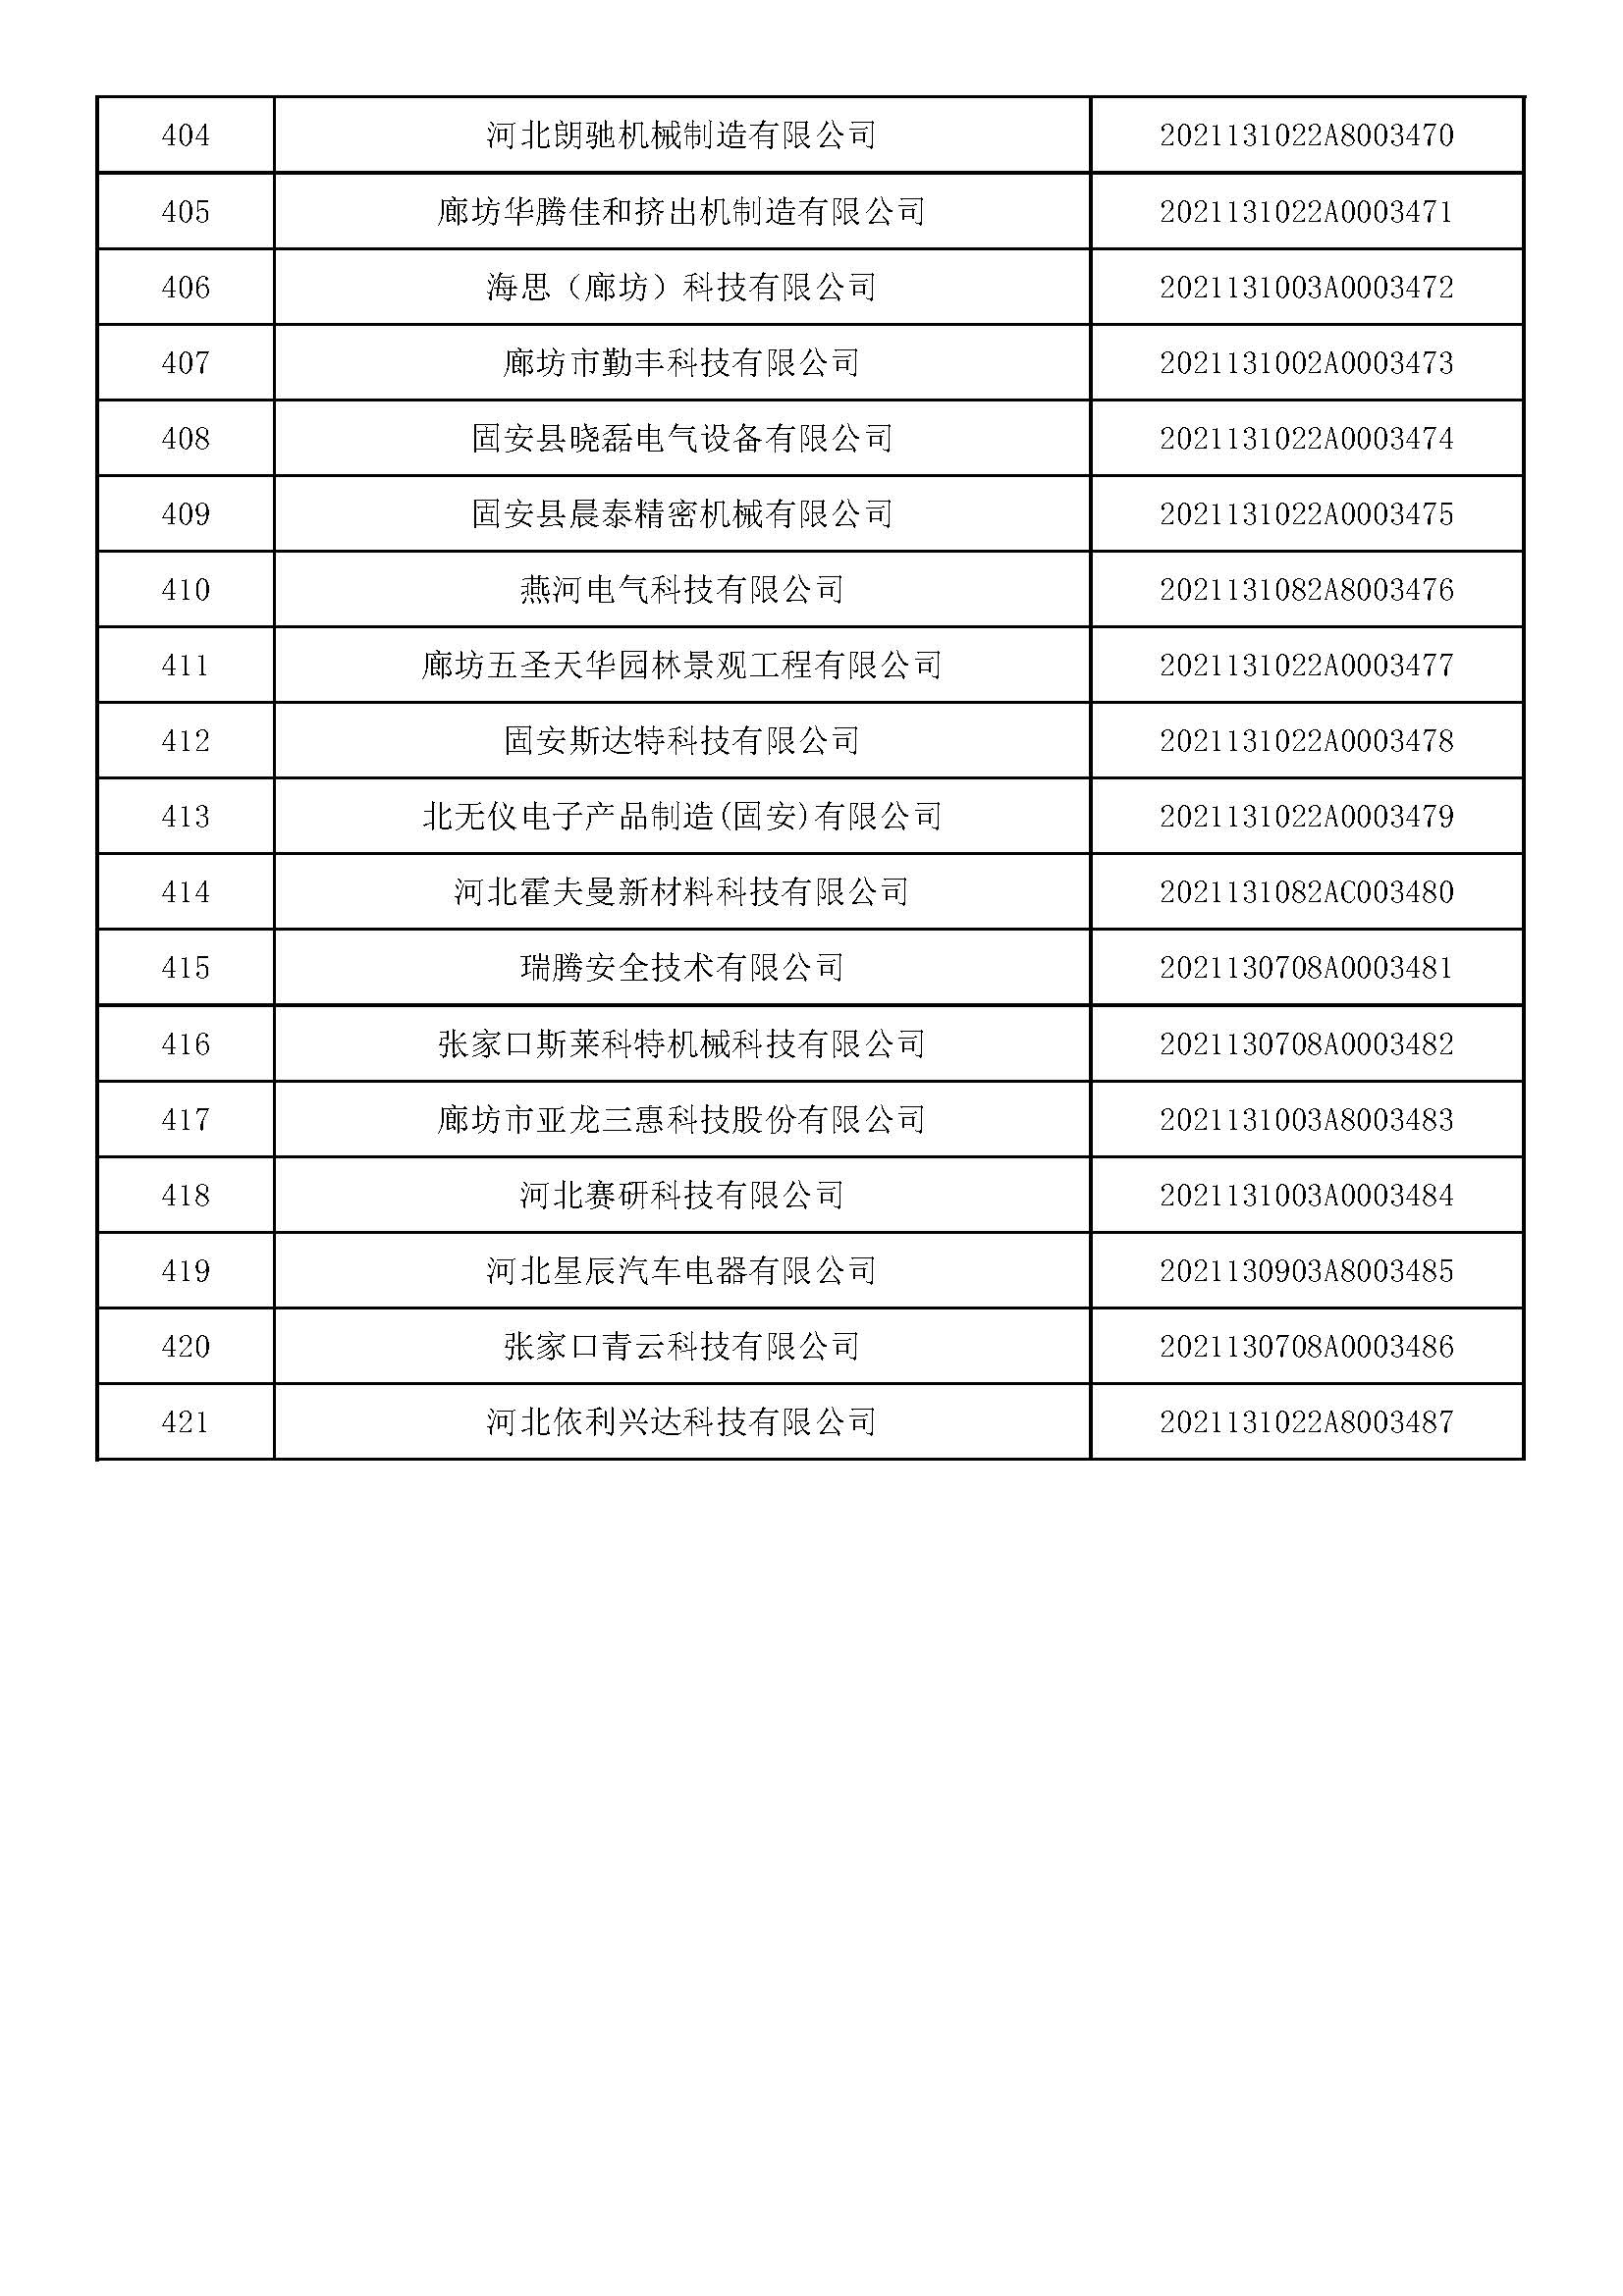 404 河北朗驰机械制造有限公司 2021131022A8003470
405 廊坊华腾佳和挤出机制造有限公司 2021131022A0003471
406 海思（廊坊）科技有限公司 2021131003A0003472
407 廊坊市勤丰科技有限公司 2021131002A0003473
408 固安县晓磊电气设备有限公司 2021131022A0003474
409 固安县晨泰精密机械有限公司 2021131022A0003475
410 燕河电气科技有限公司 2021131082A8003476
411 廊坊五圣天华园林景观工程有限公司 2021131022A0003477
412 固安斯达特科技有限公司 2021131022A0003478
413 北无仪电子产品制造(固安)有限公司 2021131022A0003479
414 河北霍夫曼新材料科技有限公司 2021131082AC003480
415 瑞腾安全技术有限公司 2021130708A0003481
416 张家口斯莱科特机械科技有限公司 2021130708A0003482
417 廊坊市亚龙三惠科技股份有限公司 2021131003A8003483
418 河北赛研科技有限公司 2021131003A0003484
419 河北星辰汽车电器有限公司 2021130903A8003485
420 张家口青云科技有限公司 2021130708A0003486
421 河北依利兴达科技有限公司 2021131022A8003487